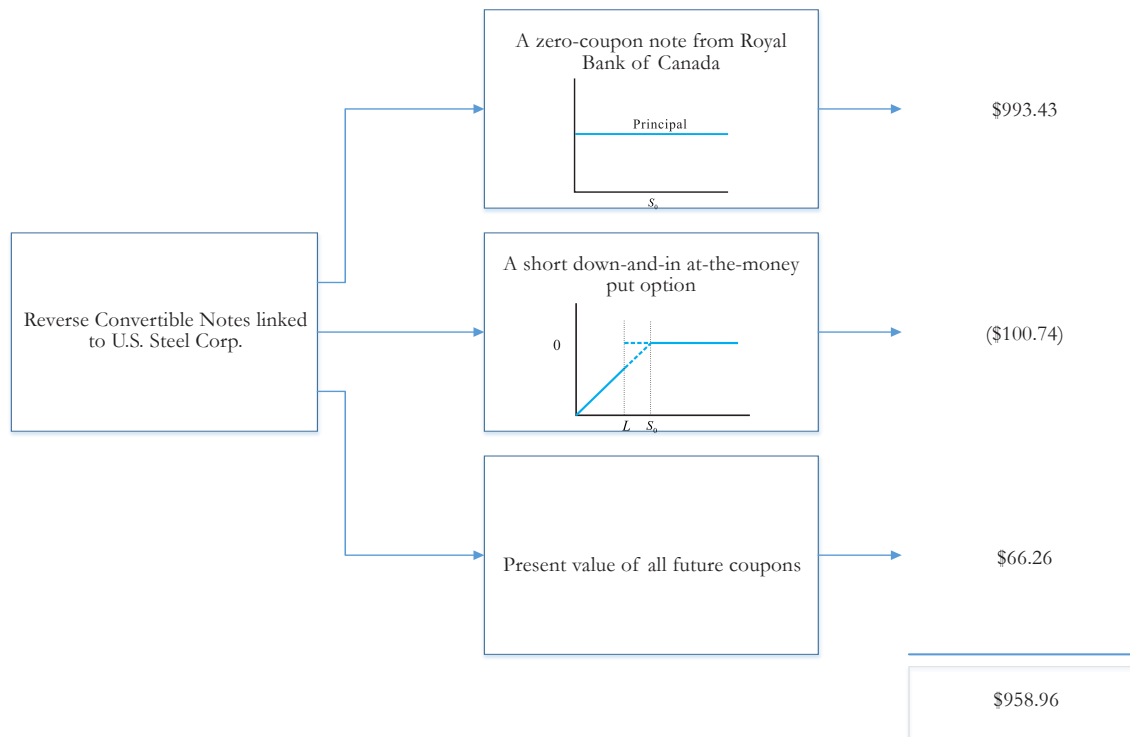 A zero-coupon note from Royal
Bank of Canada
Principal
S₀
$993.43
Reverse Convertible Notes linked
to U.S. Steel Corp.
A short down-and-in at-the-money
put option
0
L S₀
($100.74)
Present value of all future coupons
$66.26
$958.96